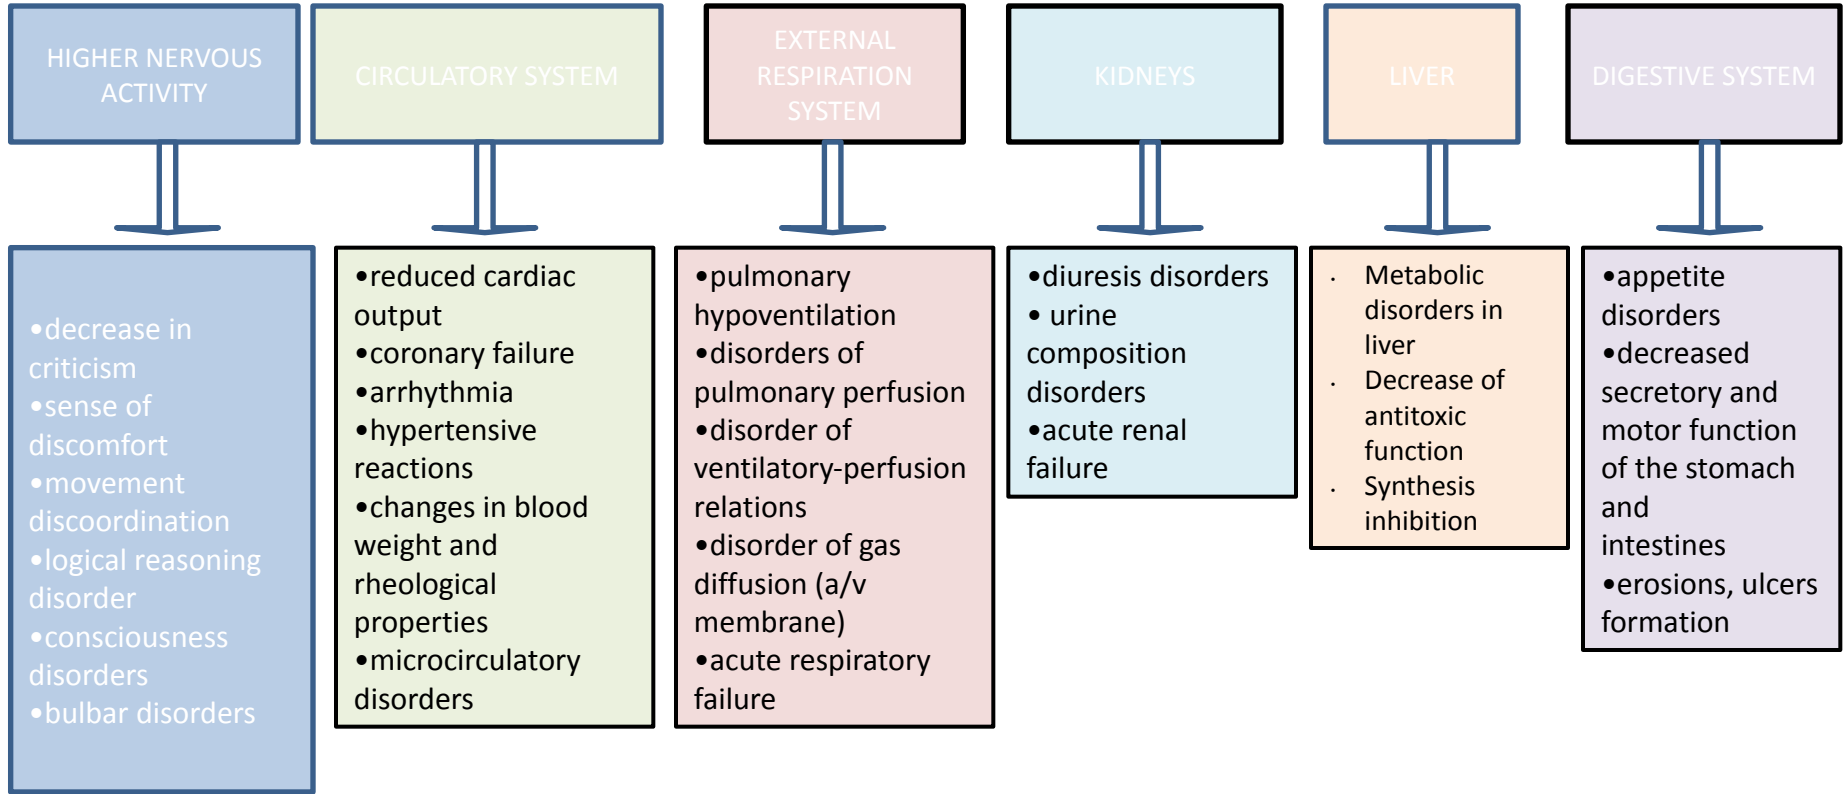 HIGHER NERVOUS
ACTIVITY
CIRCULATORY SYSTEM
EXTERNAL
RESPIRATION
SYSTEM
KIDNEYS
LIVER
DIGESTIVE SYSTEM
•decrease in
criticism
•sense of
discomfort
•movement
discoordination
•logical reasoning
disorder
•consciousness
disorders
•bulbar disorders
•reduced cardiac
output
•coronary failure
•arrhythmia
•hypertensive
reactions
•changes in blood
weight and
rheological
properties
•microcirculatory
disorders
•pulmonary
hypoventilation
•disorders of
pulmonary perfusion
•disorder of
ventilatory-perfusion
relations
•disorder of gas
diffusion (a/v
membrane)
•acute respiratory
failure
•diuresis disorders
• urine
composition
disorders
•acute renal
failure
· Metabolic
disorders in
liver
· Decrease of
antitoxic
function
· Synthesis
inhibition
•appetite
disorders
•decreased
secretory and
motor function
of the stomach
and
intestines
•erosions, ulcers
formation